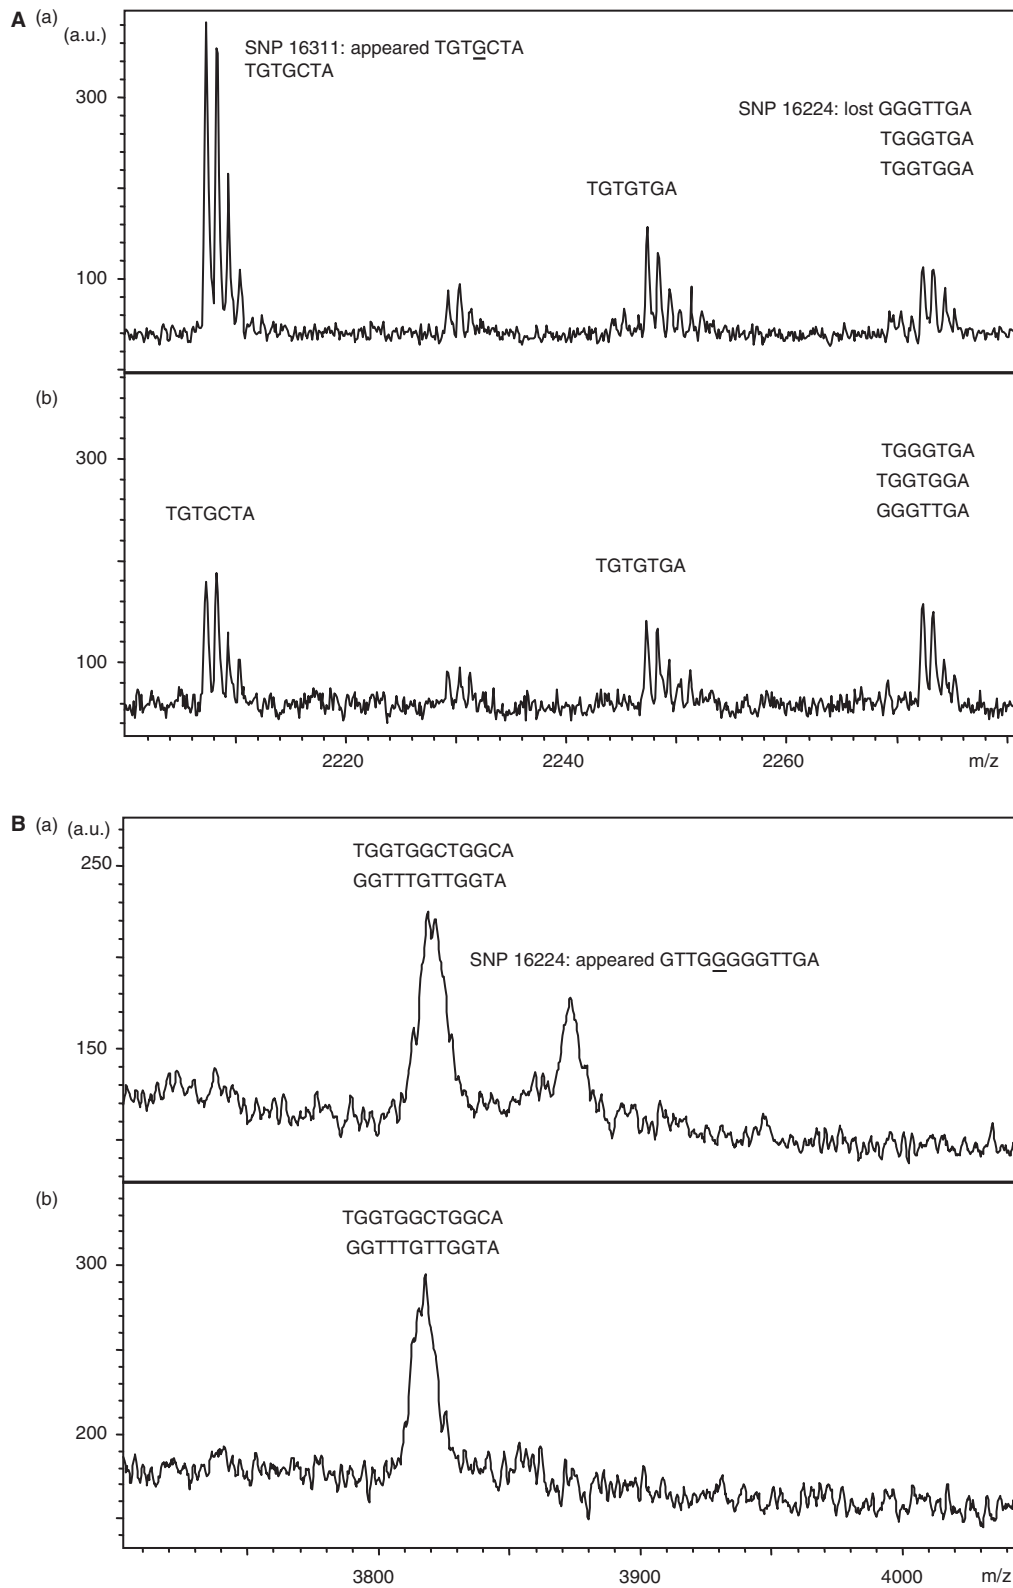 A (a)
(a.u.)
SNP 16311: appeared TGTGCTA
TGTGCTA
300
SNP 16224: lost GGGTTGA
TGGGTGA
TGGTGGA
TGTGTGA
100
(b)
300
TGGGTGA
TGGTGGA
GGGTTGA
TGTGCTA
TGTGTGA
100
2220 2240 2260 m/z
B (a) (a.u.)
250
TGGTGGCTGGCA
GGTTTGTTGGTA
SNP 16224: appeared GTTGGGGGTTGA
150
(b)
TGGTGGCTGGCA
GGTTTGTTGGTA
300
200
3800 3900 4000 m/z